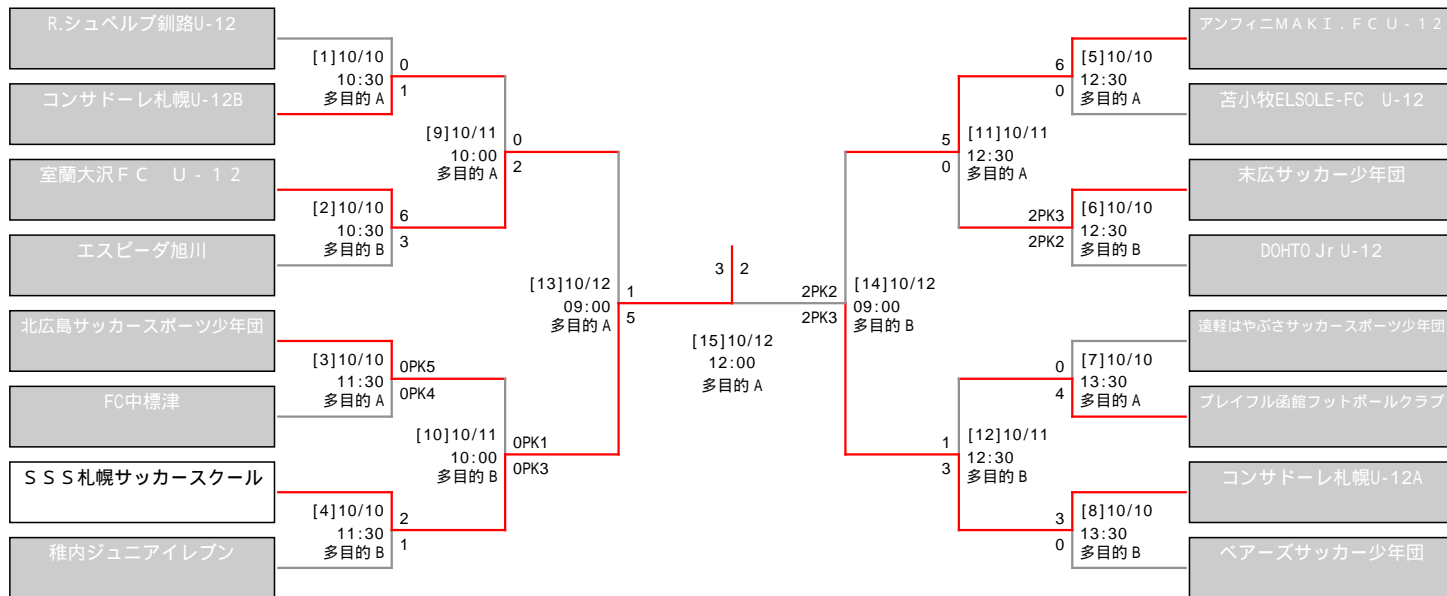 R.シュペルブ釧路U-12
[1]10/10
10:30
多目的 A
0
1
コンサドーレ札幌U-12B
[9]10/11
10:00
多目的 A
0
2
室蘭大沢ＦＣ　Ｕ－１２
[2]10/10
10:30
多目的 B
6
3
エスピーダ旭川
[13]10/12
09:00
多目的 A
1
5
北広島サッカースポーツ少年団
[3]10/10
11:30
多目的 A
0PK5
0PK4
FC中標津
[10]10/11
10:00
多目的 B
0PK1
0PK3
ＳＳＳ札幌サッカースクール
[4]10/10
11:30
多目的 B
2
1
稚内ジュニアイレブン
3
2
[15]10/12
12:00
多目的 A
アンフィニＭＡＫＩ．ＦＣＵ－１２
6
0
[5]10/10
12:30
多目的 A
苫小牧ELSOLE-FC　U-12
5
0
[11]10/11
12:30
多目的 A
末広サッカー少年団
2PK3
2PK2
[6]10/10
12:30
多目的 B
DOHTO Jr U-12
2PK2
2PK3
[14]10/12
09:00
多目的 B
遠軽はやぶさサッカースポーツ少年団
0
4
[7]10/10
13:30
多目的 A
プレイフル函館フットボールクラブ
1
3
[12]10/11
12:30
多目的 B
コンサドーレ札幌U-12A
3
0
[8]10/10
13:30
多目的 B
ベアーズサッカー少年団